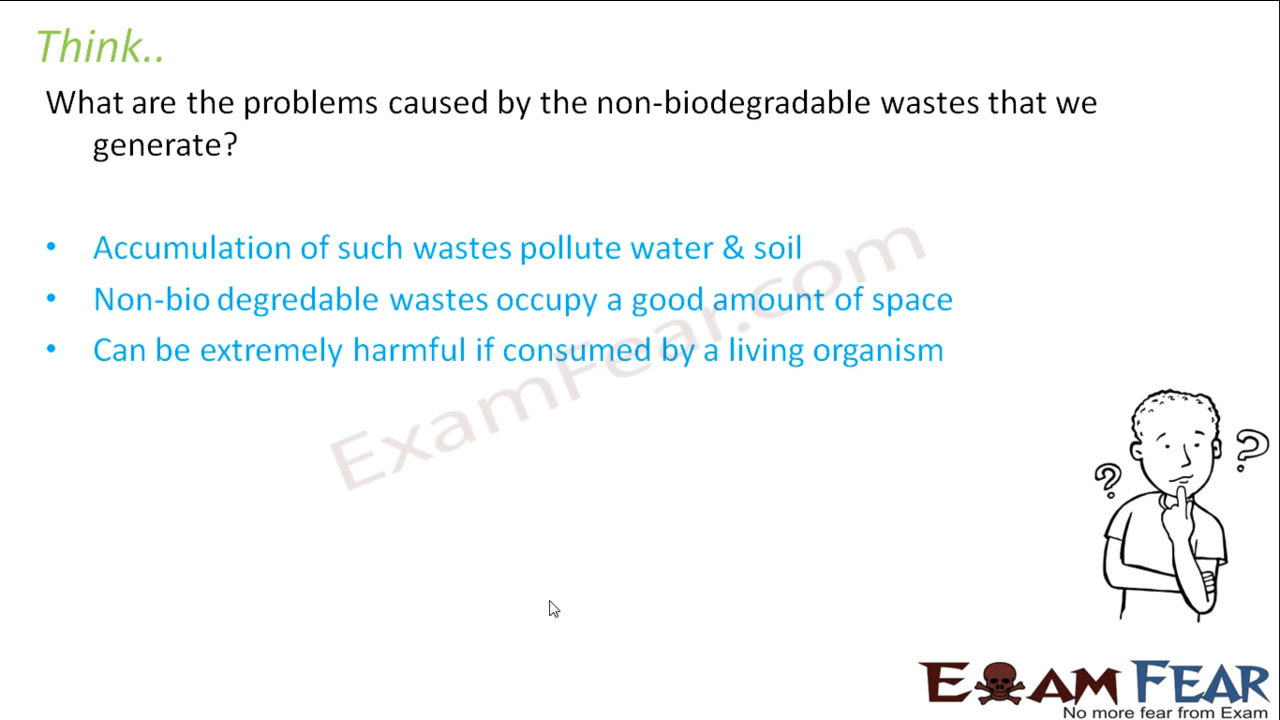 Think..
What are the problems caused by the non-biodegradable wastes that we
generate?
• Accumulation of such wastes pollute water & soil
• Non-bio degredable wastes occupy a good amount of space
• Can be extremely harmful if consumed by a living organism
ExamFear.com
? ?
EXAM FEAR
No more fear from Exam